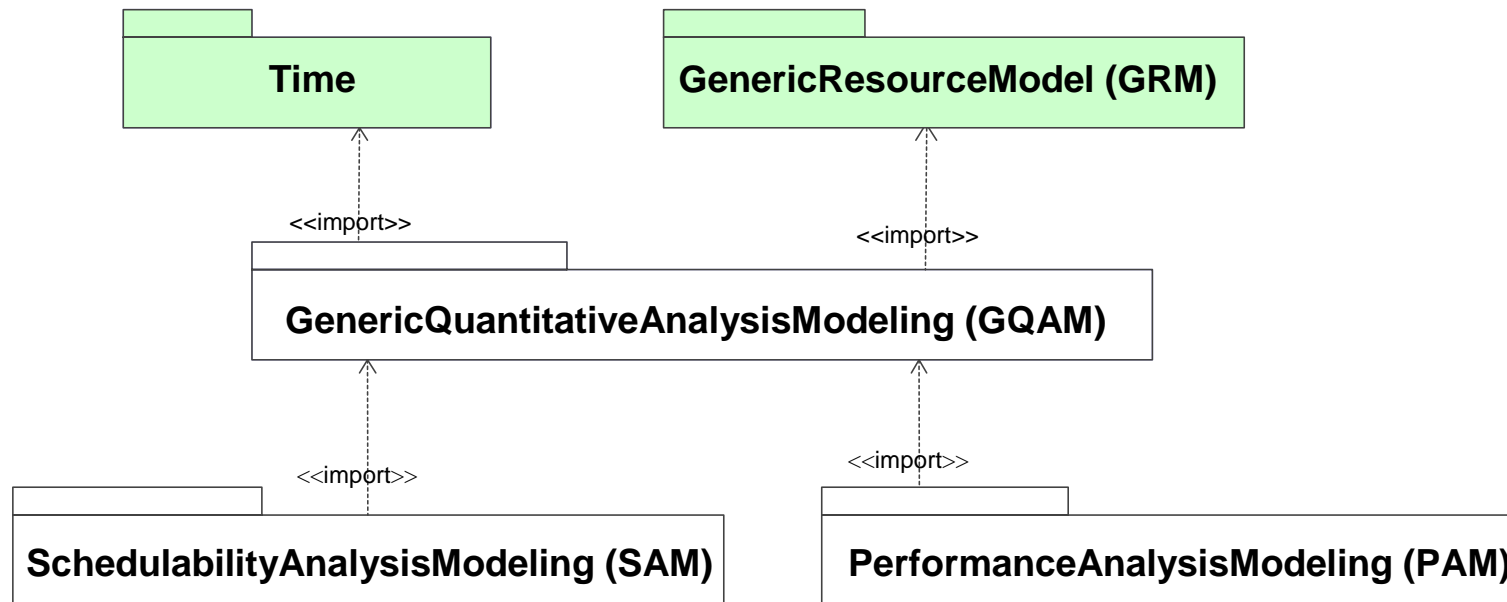 Time
GenericResourceModel (GRM)
<<import>>
<<import>>
GenericQuantitativeAnalysisModeling (GQAM)
<<import>>
<<import>>
SchedulabilityAnalysisModeling (SAM)
PerformanceAnalysisModeling (PAM)